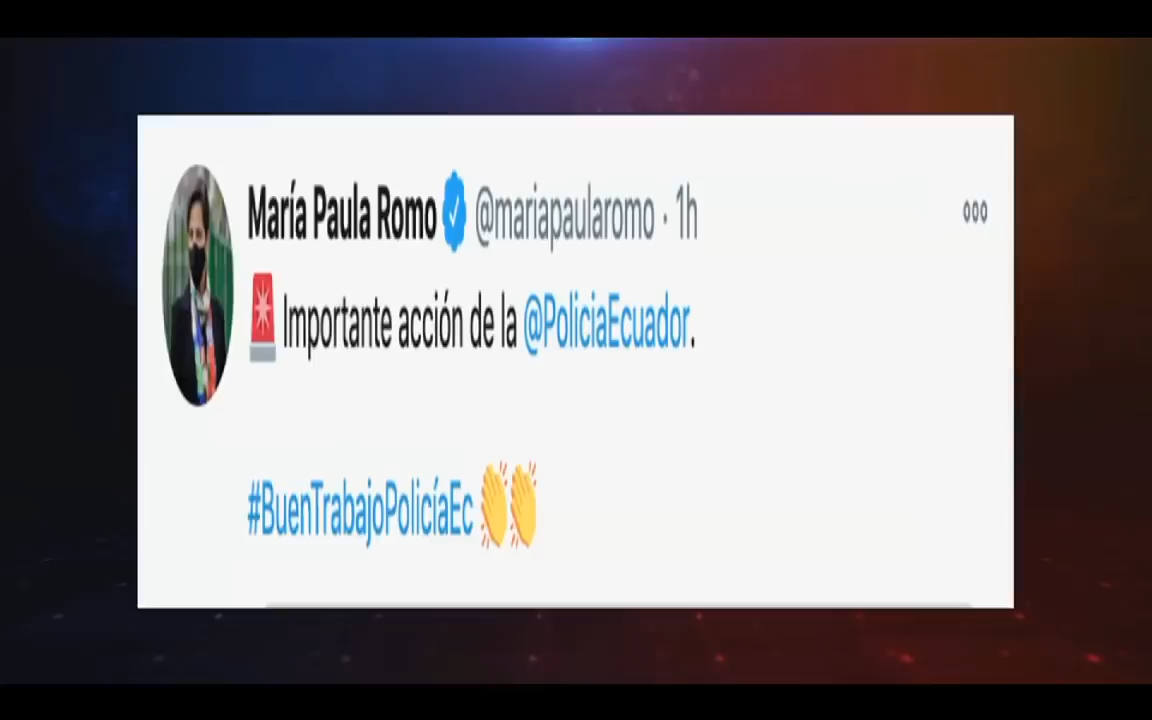 María Paula Romo @mariapaularomo · 1h
🚨 Importante acción de la @PoliciaEcuador.
#BuenTrabajoPolicíaEc 👏👏